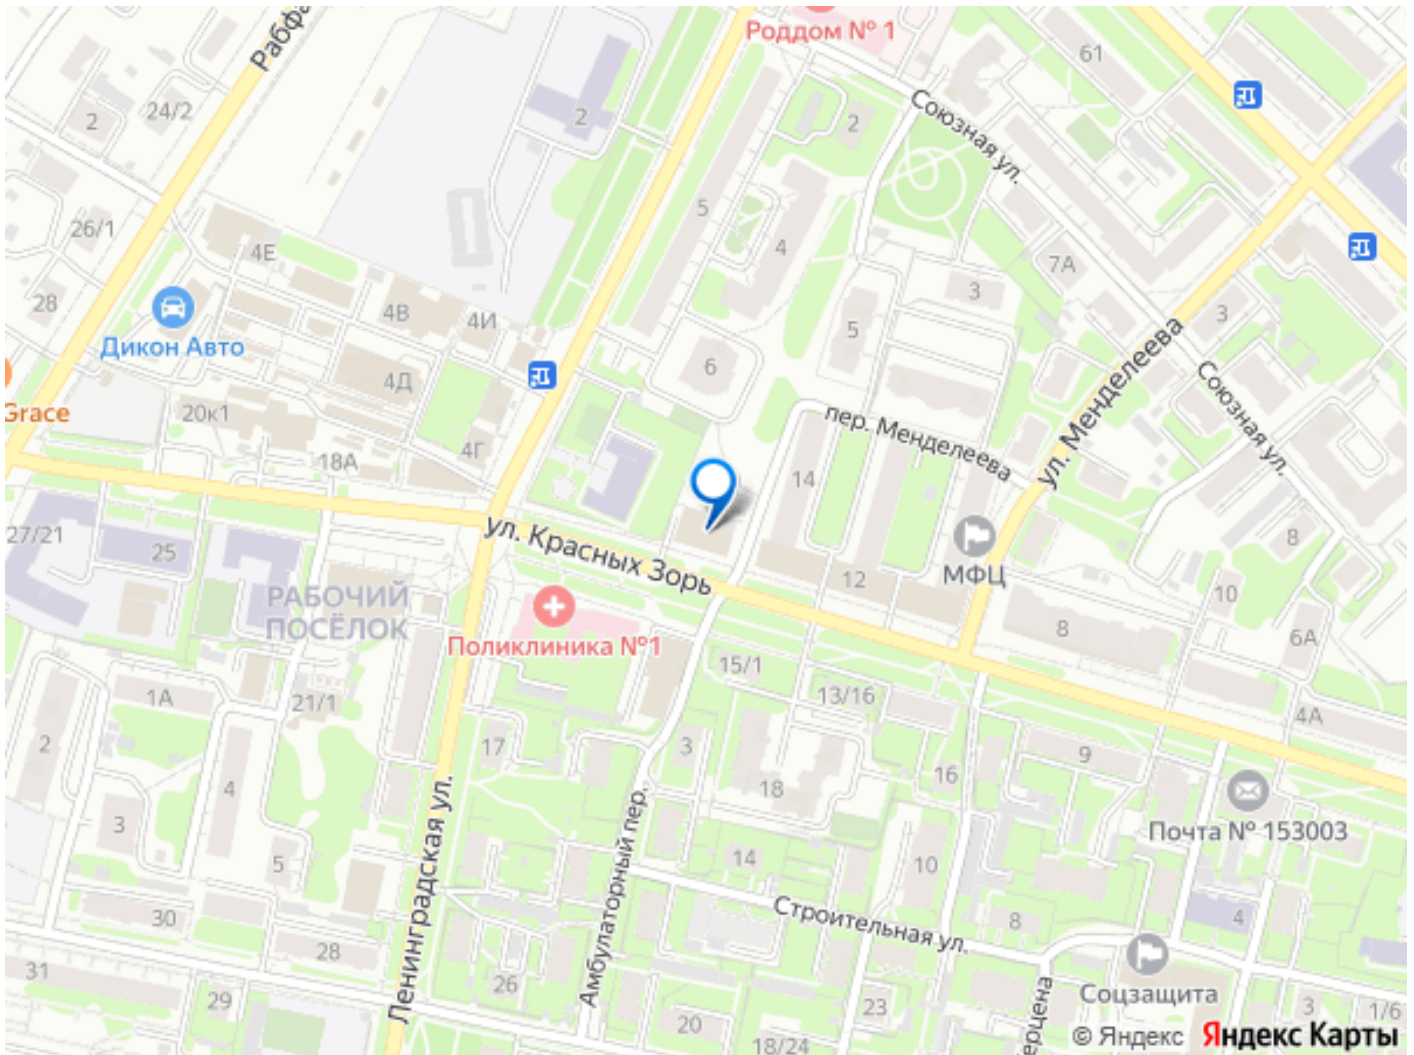 Роддом № 1
Рабфа
61
24/2
2
2
2
Союзная ул.
5
26/1
4Е
4
7А
3
28
4В
4И
5
3
Дикон Авто
6
4Д
ул. Менделеева
Союзная ул.
Grace
20к1
пер. Менделеева
4Г
18А
14
27/21
25
ул. Красных Зорь
8
МФЦ
12
РАБОЧИЙ
ПОСЁЛОК
10
Поликлиника №1
8
6А
15/1
1А
21/1
13/16
4А
2
17
3
9
4
18
16
Почта № 153003
3
Ленинградская ул.
Амбулаторный пер.
5
14
10
30
Строительная ул.
8
4
28
31
26
Соцзащита
29
20
23
ерцена
3
1/6
18/24
© Яндекс Яндекс Карты